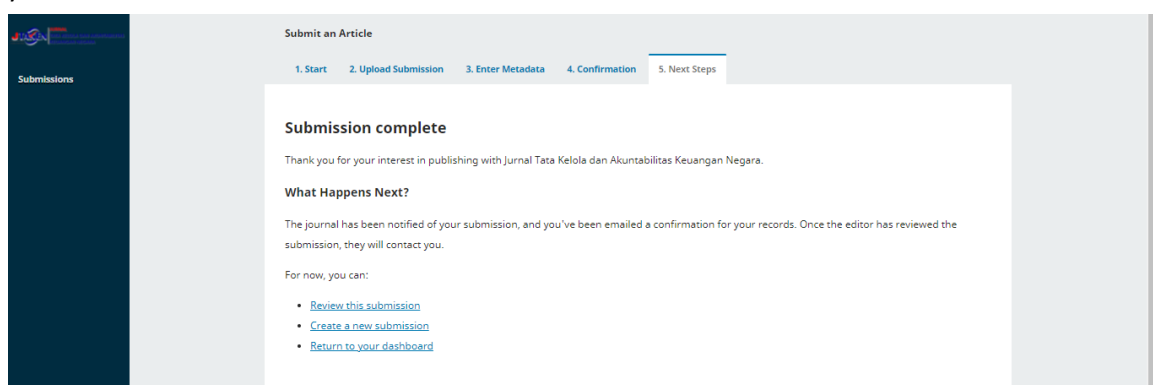 Submit an Article
1. Start 2. Upload Submission 3. Enter Metadata 4. Confirmation 5. Next Steps
Submissions
Submission complete
Thank you for your interest in publishing with Jurnal Tata Kelola dan Akuntabilitas Keuangan Negara.
What Happens Next?
The journal has been notified of your submission, and you've been emailed a confirmation for your records. Once the editor has reviewed the
submission, they will contact you.
For now, you can:
• Review this submission
• Create a new submission
• Return to your dashboard